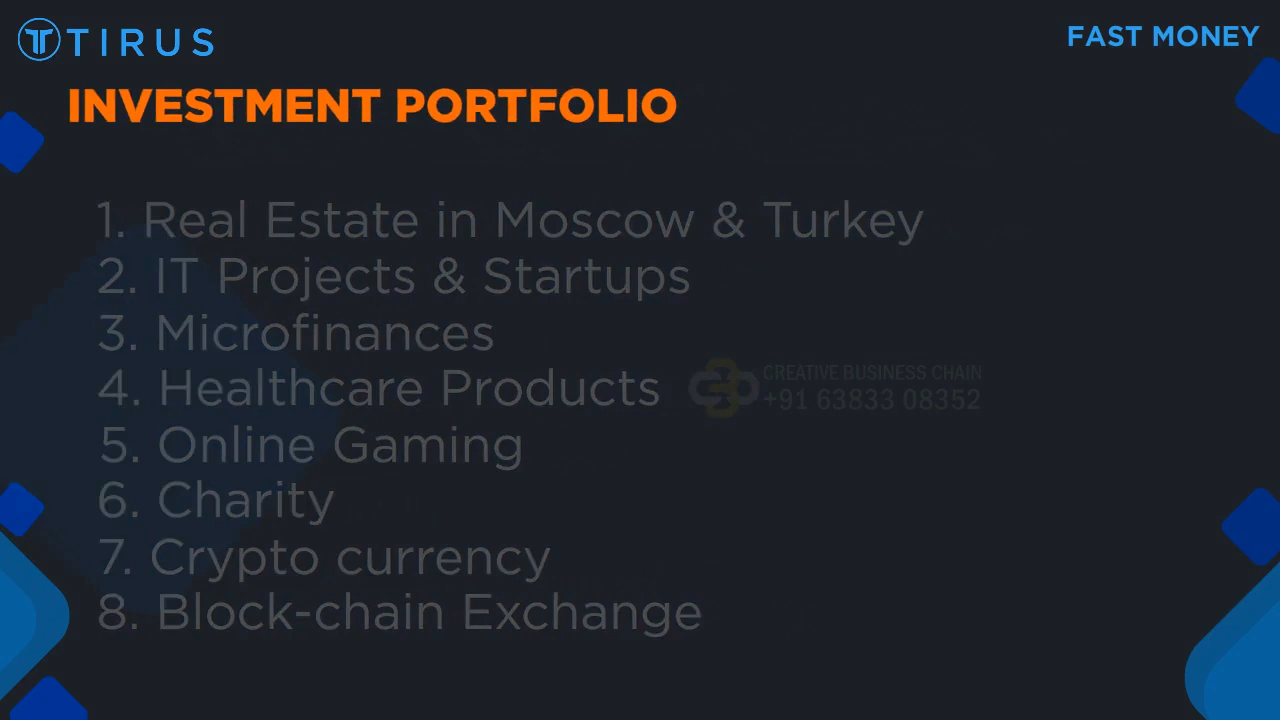 TIRUS
FAST MONEY
INVESTMENT PORTFOLIO
1. Real Estate in Moscow & Turkey
2. IT Projects & Startups
3. Microfinances
4. Healthcare Products
CREATIVE BUSINESS CHAIN
+91 63833 08352
5. Online Gaming
6. Charity
7. Crypto currency
8. Block-chain Exchange